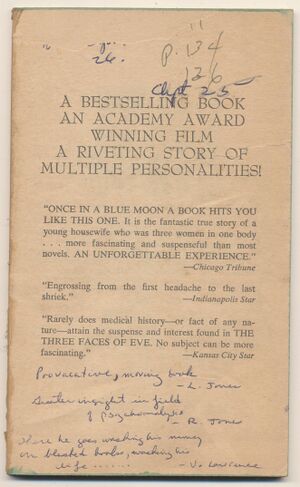 26.
P. 134
126
Chpt 25
A BESTSELLING BOOK
AN ACADEMY AWARD
WINNING FILM
A RIVETING STORY OF
MULTIPLE PERSONALITIES!
"ONCE IN A BLUE MOON A BOOK HITS YOU
LIKE THIS ONE. It is the fantastic true story of a
young housewife who was three women in one body
. . . more fascinating and suspenseful than most
novels. AN UNFORGETTABLE EXPERIENCE."
—Chicago Tribune
"Engrossing from the first headache to the last
shriek."
—Indianapolis Star
"Rarely does medical history—or fact of any na-
ture—attain the suspense and interest found in THE
THREE FACES OF EVE. No subject can be more
fascinating."
—Kansas City Star
Provacative, moving book
– L. Jones
insight in field
of psychoanalysis
– R. Jones
there he goes washing his money
on books, washing his
life .......
– V. Lawrence